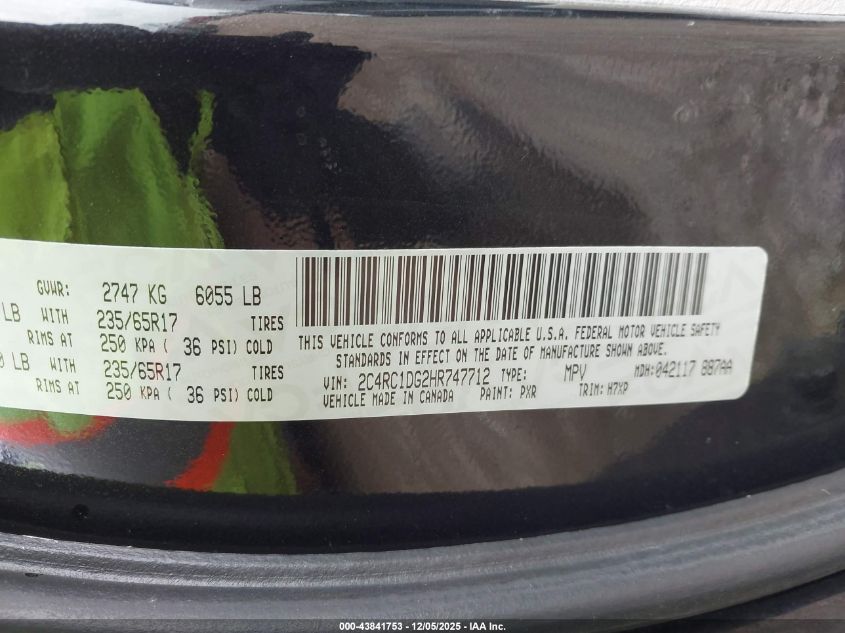 GVWR: 2747 KG 6055 LB
LB WITH 235/65R17 TIRES
RIMS AT 250 KPA ( 36 PSI) COLD
0 LB WITH 235/65R17 TIRES
RIMS AT 250 KPA ( 36 PSI) COLD
THIS VEHICLE CONFORMS TO ALL APPLICABLE U.S.A. FEDERAL MOTOR VEHICLE SAFETY
STANDARDS IN EFFECT ON THE DATE OF MANUFACTURE SHOWN ABOVE.
VIN: 2C4RC1DG2HR747712 TYPE: MPV MDH:042117 887AA
VEHICLE MADE IN CANADA PAINT: PXR TRIM: H7XP
000-43841753 - 12/05/2025 - IAA Inc.